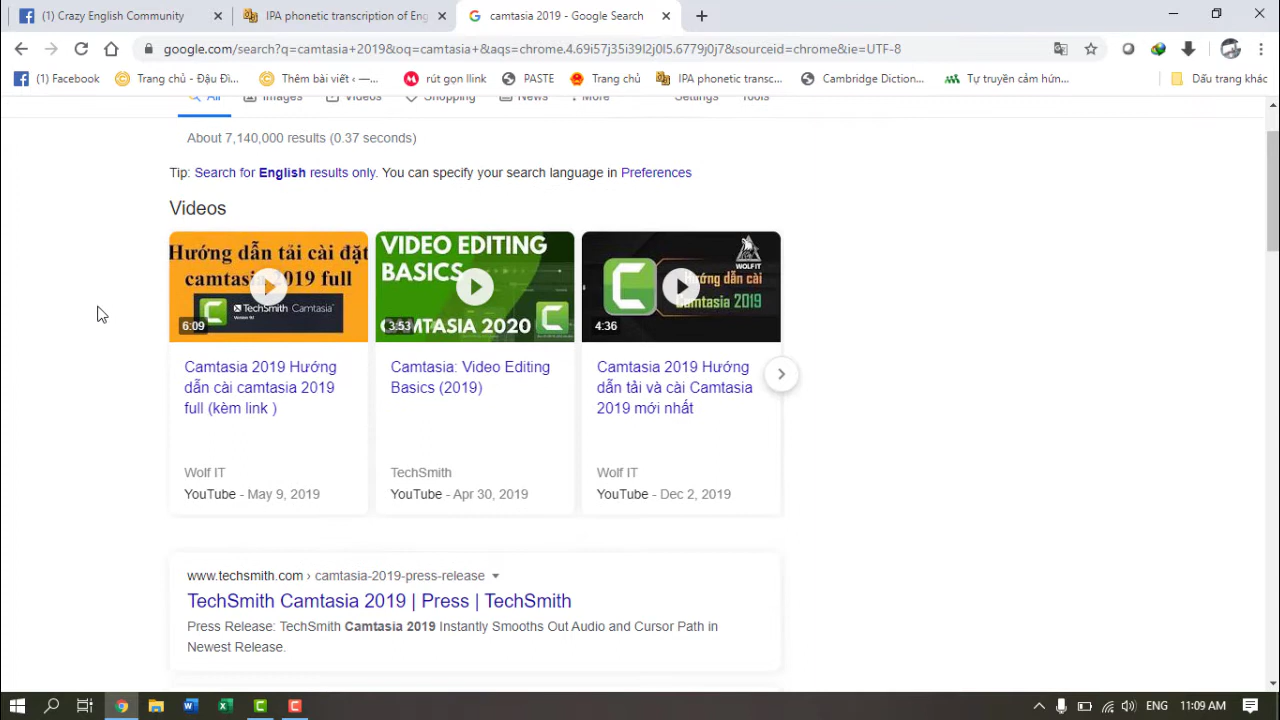 (1) Crazy English Community
IPA phonetic transcription of Eng
camtasia 2019 - Google Search
google.com/search?q=camtasia+2019&oq=camtasia+&aqs=chrome.4.69i57j35i39l2j0l5.6779j0j7&sourceid=chrome&ie=UTF-8
(1) Facebook
Trang chủ - Đậu Đi...
Thêm bài viết ‹ —...
rút gọn llink
PASTE
Trang chủ
IPA phonetic transc...
Cambridge Diction...
Tự truyền cảm hứn...
Dấu trang khác
All
Images
Videos
Shopping
News
More
Settings
Tools
About 7,140,000 results (0.37 seconds)
Tip: Search for English results only. You can specify your search language in Preferences
Videos
Hướng dẫn tải cài đặt
camtasia 2019 full
TechSmith Camtasia
6:09
VIDEO EDITING
BASICS
CAMTASIA 2020
3:53
WOLF IT
Hướng dẫn cài
Camtasia 2019
4:36
Camtasia 2019 Hướng
dẫn cài camtasia 2019
full (kèm link )
Wolf IT
YouTube - May 9, 2019
Camtasia: Video Editing
Basics (2019)
TechSmith
YouTube - Apr 30, 2019
Camtasia 2019 Hướng
dẫn tải và cài Camtasia
2019 mới nhất
Wolf IT
YouTube - Dec 2, 2019
www.techsmith.com › camtasia-2019-press-release
TechSmith Camtasia 2019 | Press | TechSmith
Press Release: TechSmith Camtasia 2019 Instantly Smooths Out Audio and Cursor Path in
Newest Release.
ENG
11:09 AM